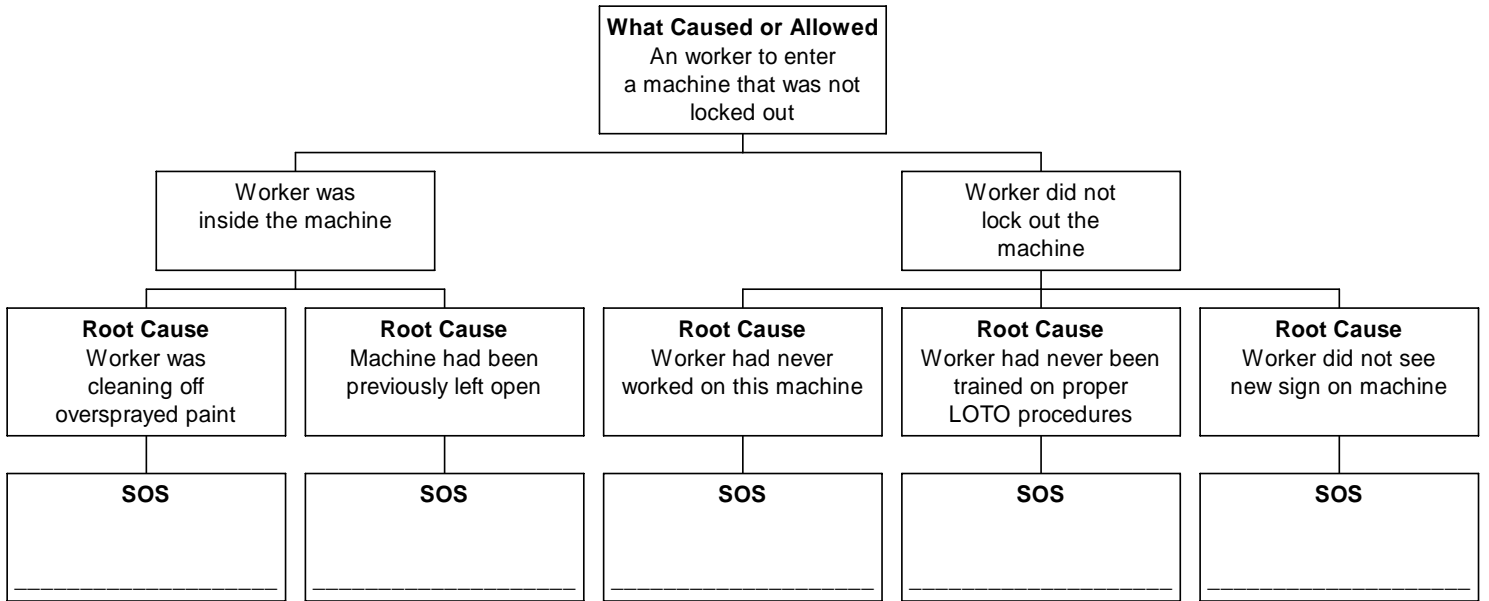 What Caused or Allowed
An worker to enter
a machine that was not
locked out
Worker was
inside the machine
Worker did not
lock out the
machine
Root Cause
Worker was
cleaning off
oversprayed paint
Root Cause
Machine had been
previously left open
Root Cause
Worker had never
worked on this machine
Root Cause
Worker had never been
trained on proper
LOTO procedures
Root Cause
Worker did not see
new sign on machine
SOS
SOS
SOS
SOS
SOS